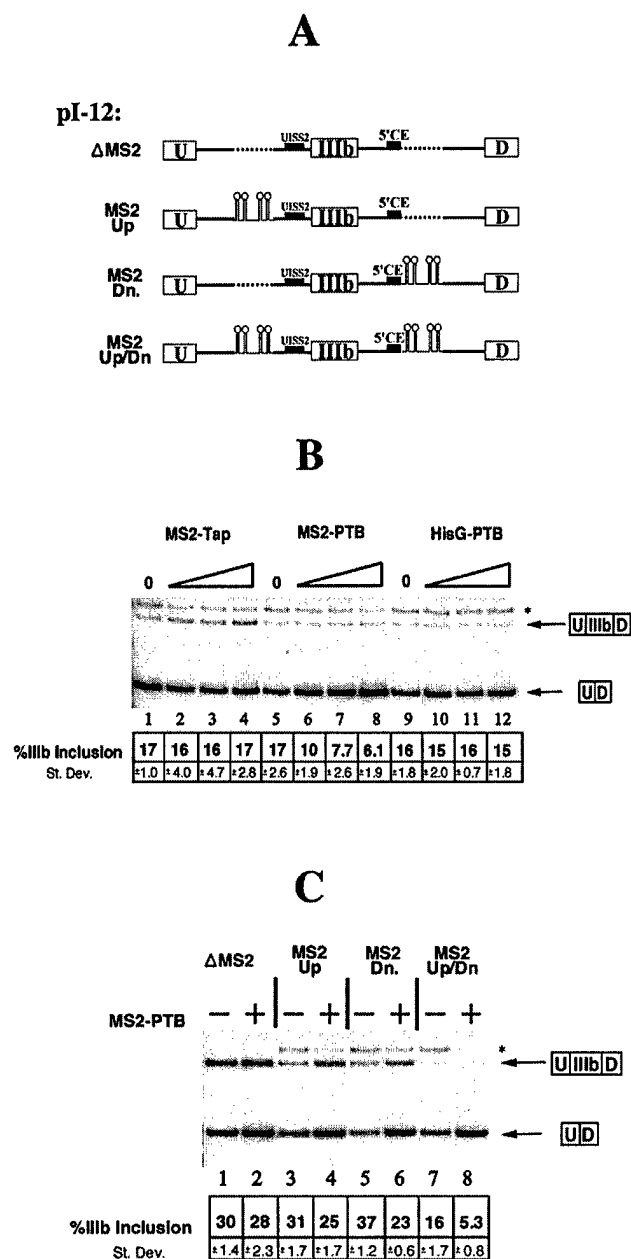 A
pI-12:
ΔMS2 U UISS2 IIIb 5'CE D
MS2 Up U UISS2 IIIb 5'CE D
MS2 Dn. U UISS2 IIIb 5'CE D
MS2 Up/Dn U UISS2 IIIb 5'CE D
B
MS2-Tap MS2-PTB HisG-PTB
0 0 0
*
U IIIb D
U D
1 2 3 4 5 6 7 8 9 10 11 12
%IIIb Inclusion 17 16 16 17 17 10 7.7 6.1 16 15 16 15
St. Dev. ±1.0 ±4.0 ±4.7 ±2.8 ±2.6 ±1.9 ±2.6 ±1.9 ±1.8 ±2.0 ±0.7 ±1.8
C
ΔMS2 MS2 Up MS2 Dn. MS2 Up/Dn
MS2-PTB − + − + − + − +
*
U IIIb D
U D
1 2 3 4 5 6 7 8
%IIIb Inclusion 30 28 31 25 37 23 16 5.3
St. Dev. ±1.4 ±2.3 ±1.7 ±1.7 ±1.2 ±0.6 ±1.7 ±0.8